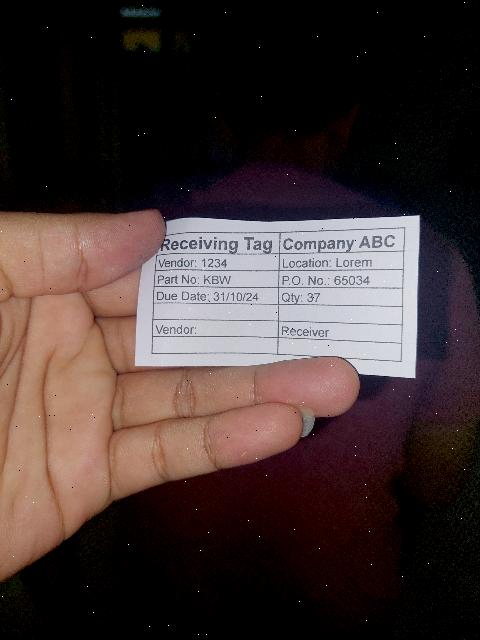 Receiving Tag Company ABC
Vendor: 1234 Location: Lorem
Part No: KBW P.O. No.: 65034
Due Date: 31/10/24 Qty: 37
Vendor: Receiver